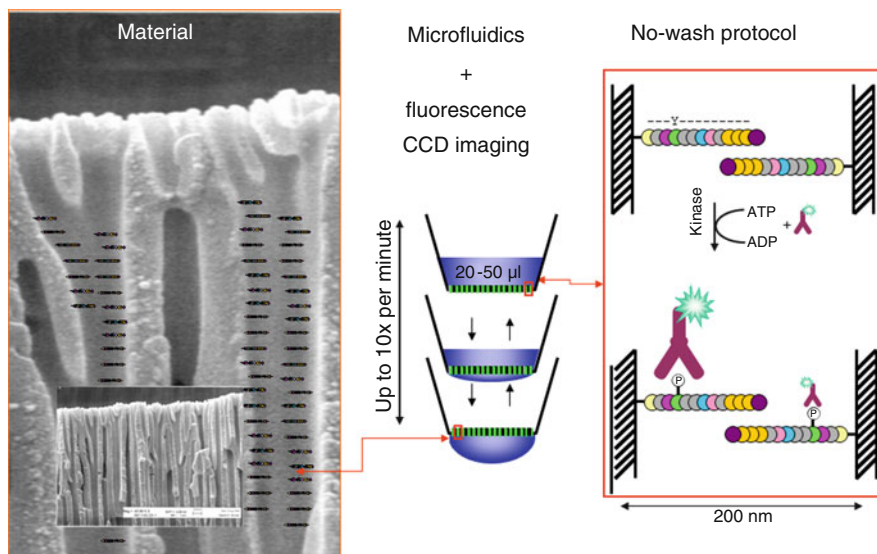 Material
Microfluidics
+
fluorescence
CCD imaging
No-wash protocol
Up to 10x per minute
20-50 µl
Y
Kinase
ATP
+
ADP
P
P
200 nm